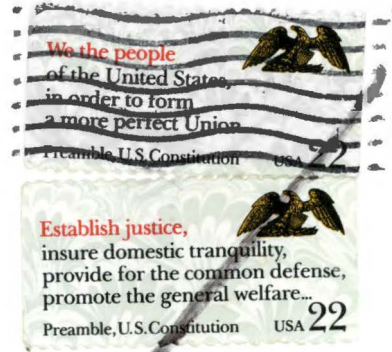 We the people
of the United States,
in order to form
a more perfect Union
Preamble, U.S. Constitution USA 22
Establish justice,
insure domestic tranquility,
provide for the common defense,
promote the general welfare...
Preamble, U.S. Constitution USA 22